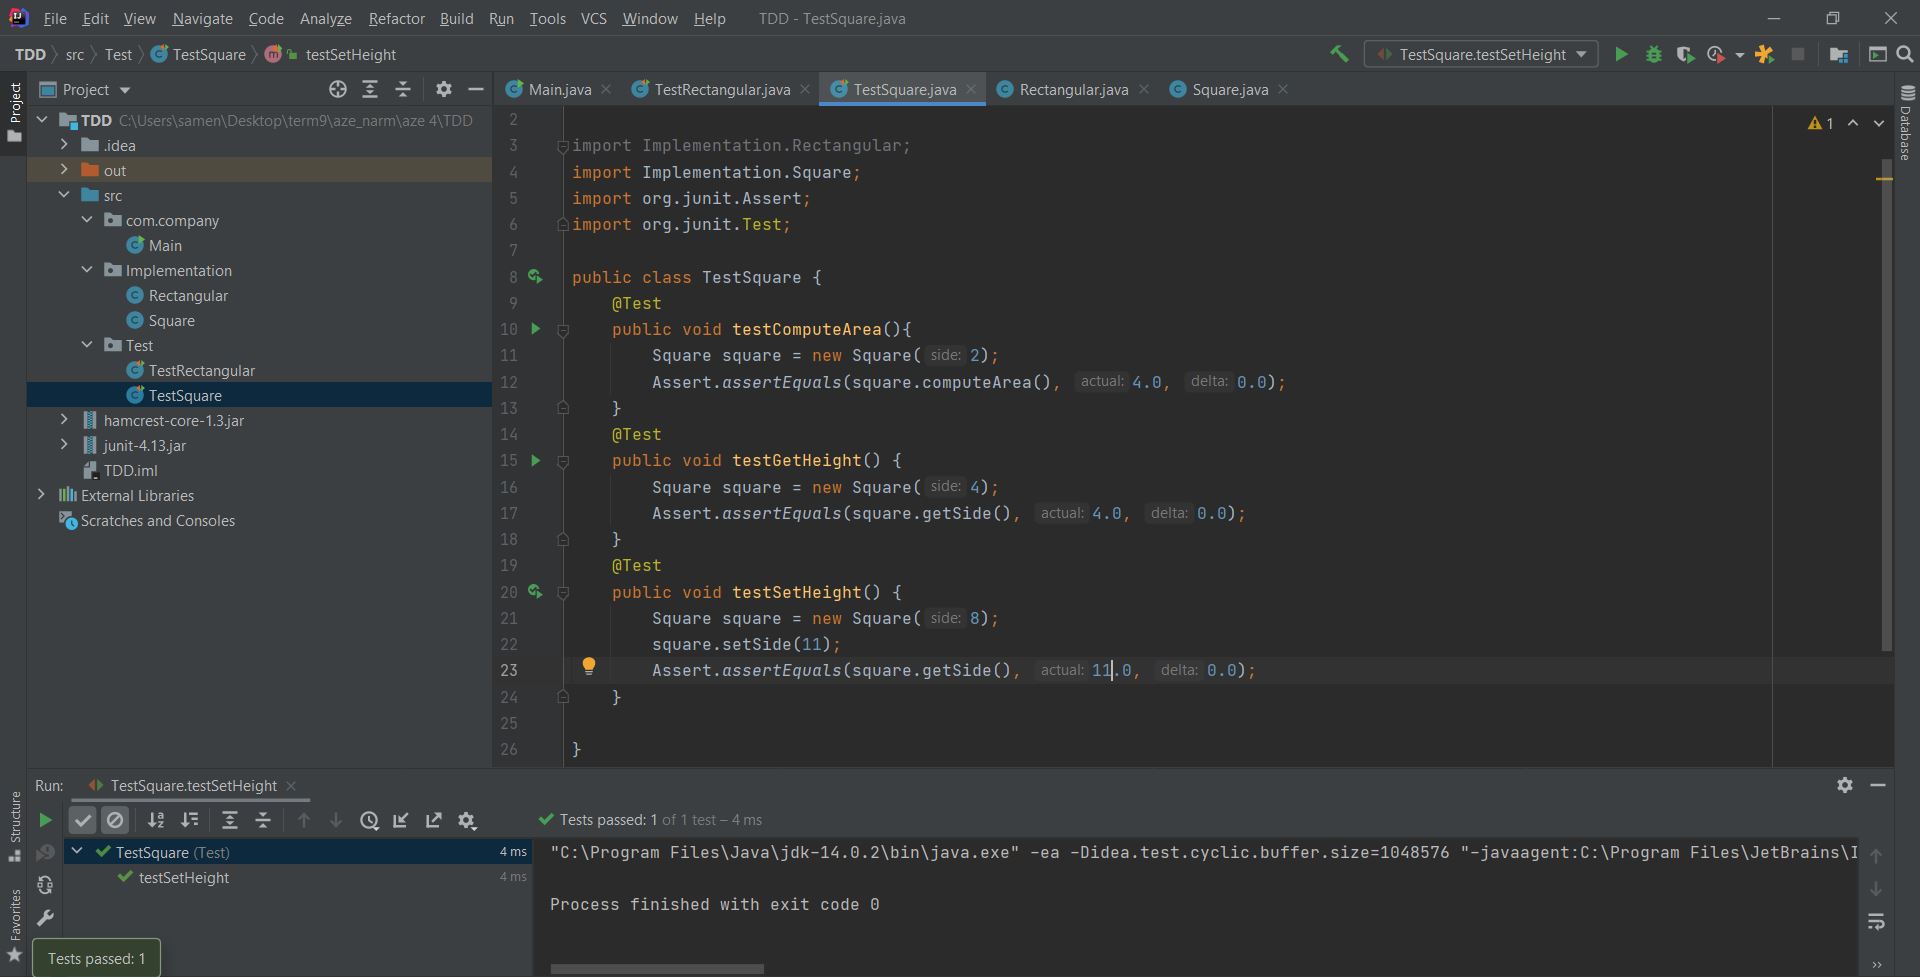 File Edit View Navigate Code Analyze Refactor Build Run Tools VCS Window Help TDD - TestSquare.java
TDD src Test TestSquare testSetHeight
TestSquare.testSetHeight
Project
Project
Main.java TestRectangular.java TestSquare.java Rectangular.java Square.java
Database
TDD C:\Users\samen\Desktop\term9\aze_narm\aze 4\TDD
.idea
out
src
com.company
Main
Implementation
Rectangular
Square
Test
TestRectangular
TestSquare
hamcrest-core-1.3.jar
junit-4.13.jar
TDD.iml
External Libraries
Scratches and Consoles
1
2
3 import Implementation.Rectangular;
4 import Implementation.Square;
5 import org.junit.Assert;
6 import org.junit.Test;
7
8 public class TestSquare {
9 @Test
10 public void testComputeArea(){
11 Square square = new Square( side: 2);
12 Assert.assertEquals(square.computeArea(), actual: 4.0, delta: 0.0);
13 }
14 @Test
15 public void testGetHeight() {
16 Square square = new Square( side: 4);
17 Assert.assertEquals(square.getSide(), actual: 4.0, delta: 0.0);
18 }
19 @Test
20 public void testSetHeight() {
21 Square square = new Square( side: 8);
22 square.setSide(11);
23 Assert.assertEquals(square.getSide(), actual: 11.0, delta: 0.0);
24 }
25
26 }
Structure
Favorites
Run: TestSquare.testSetHeight
Tests passed: 1 of 1 test – 4 ms
TestSquare (Test) 4 ms
testSetHeight 4 ms
"C:\Program Files\Java\jdk-14.0.2\bin\java.exe" -ea -Didea.test.cyclic.buffer.size=1048576 "-javaagent:C:\Program Files\JetBrains\I
Process finished with exit code 0
Tests passed: 1